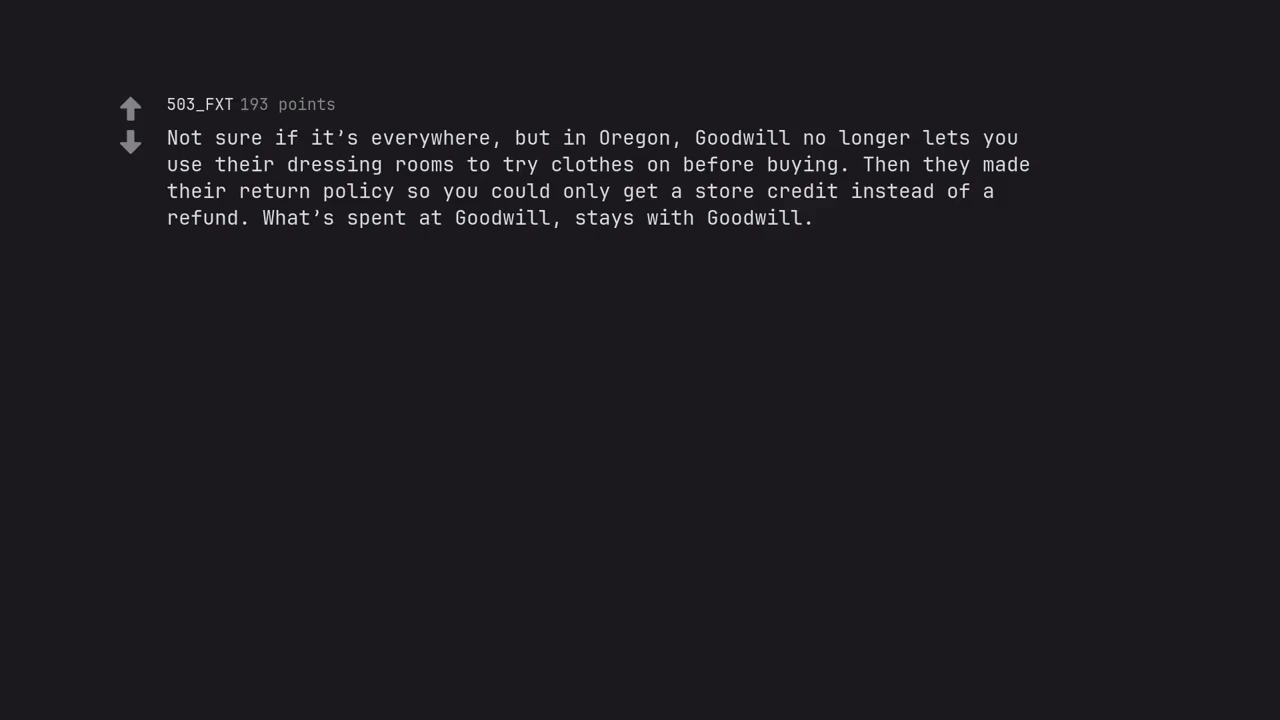 503_FXT 193 points
Not sure if it’s everywhere, but in Oregon, Goodwill no longer lets you
use their dressing rooms to try clothes on before buying. Then they made
their return policy so you could only get a store credit instead of a
refund. What’s spent at Goodwill, stays with Goodwill.